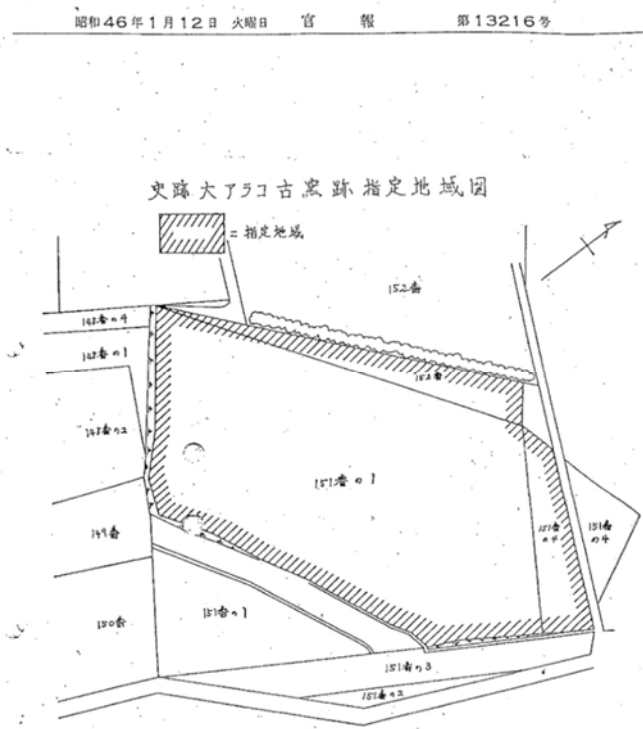 昭和46年1月12日 火曜日 官報 第13216号
史跡大アラコ古窯跡指定地域図
= 指定地域
152番
148番の4
148番の1
152番
148番の2
151番の1
149番
151番の4
151番の4
150番
151番の1
151番の3
151番の2